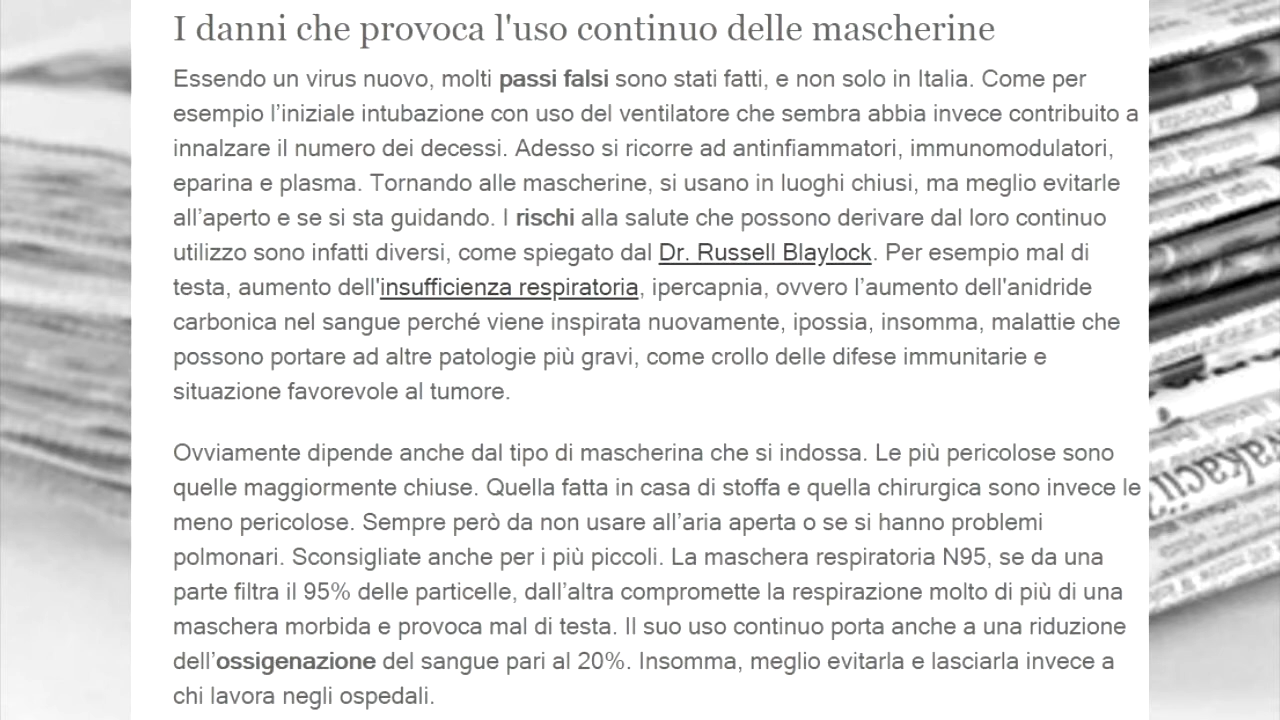 I danni che provoca l'uso continuo delle mascherine
Essendo un virus nuovo, molti passi falsi sono stati fatti, e non solo in Italia. Come per
esempio l’iniziale intubazione con uso del ventilatore che sembra abbia invece contribuito a
innalzare il numero dei decessi. Adesso si ricorre ad antinfiammatori, immunomodulatori,
eparina e plasma. Tornando alle mascherine, si usano in luoghi chiusi, ma meglio evitarle
all’aperto e se si sta guidando. I rischi alla salute che possono derivare dal loro continuo
utilizzo sono infatti diversi, come spiegato dal Dr. Russell Blaylock. Per esempio mal di
testa, aumento dell'insufficienza respiratoria, ipercapnia, ovvero l’aumento dell'anidride
carbonica nel sangue perché viene inspirata nuovamente, ipossia, insomma, malattie che
possono portare ad altre patologie più gravi, come crollo delle difese immunitarie e
situazione favorevole al tumore.
Ovviamente dipende anche dal tipo di mascherina che si indossa. Le più pericolose sono
quelle maggiormente chiuse. Quella fatta in casa di stoffa e quella chirurgica sono invece le
meno pericolose. Sempre però da non usare all’aria aperta o se si hanno problemi
polmonari. Sconsigliate anche per i più piccoli. La maschera respiratoria N95, se da una
parte filtra il 95% delle particelle, dall’altra compromette la respirazione molto di più di una
maschera morbida e provoca mal di testa. Il suo uso continuo porta anche a una riduzione
dell’ossigenazione del sangue pari al 20%. Insomma, meglio evitarla e lasciarla invece a
chi lavora negli ospedali.